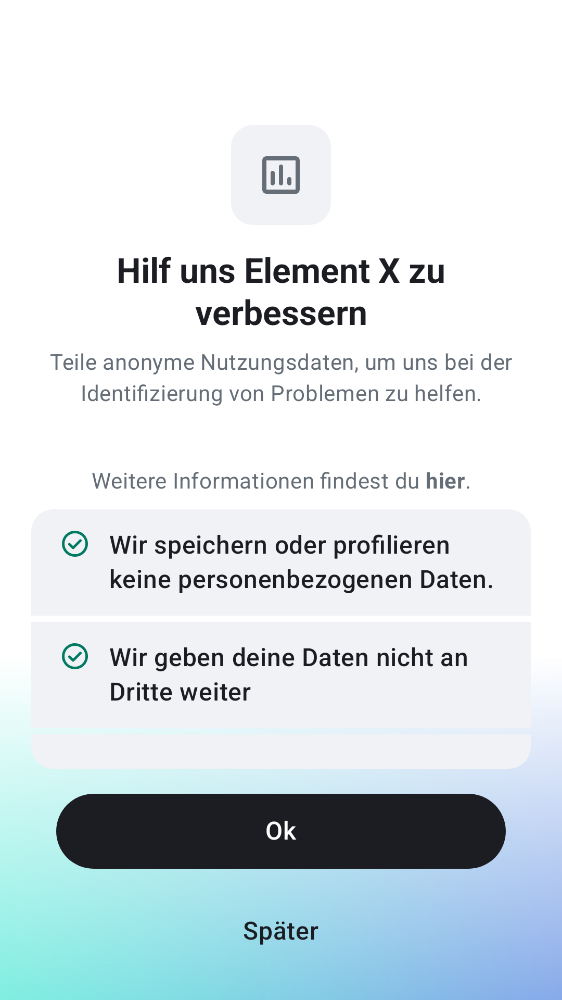 Hilf uns Element X zu
verbessern
Teile anonyme Nutzungsdaten, um uns bei der
Identifizierung von Problemen zu helfen.
Weitere Informationen findest du hier.
Wir speichern oder profilieren
keine personenbezogenen Daten.
Wir geben deine Daten nicht an
Dritte weiter
Ok
Später